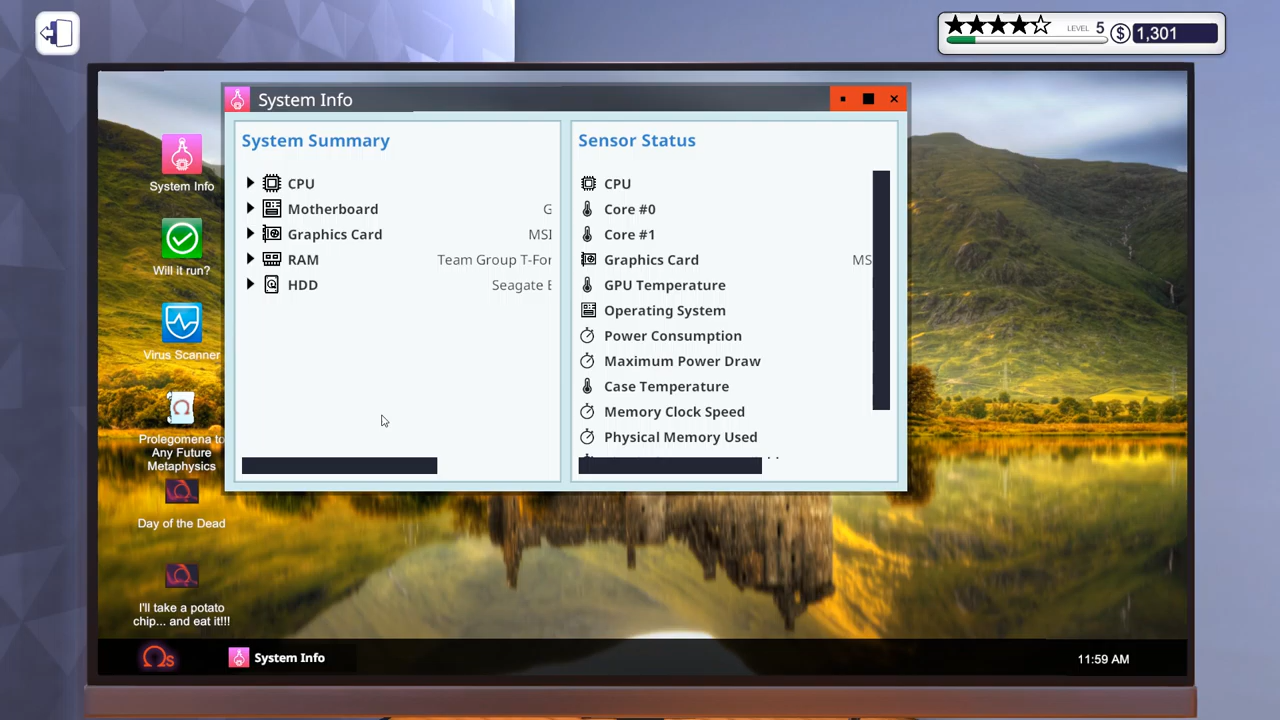 LEVEL 5
$ 1,301
System Info
System Summary
CPU
Motherboard G
Graphics Card MSI
RAM Team Group T-For
HDD Seagate
Sensor Status
CPU
Core #0
Core #1
Graphics Card MS
GPU Temperature
Operating System
Power Consumption
Maximum Power Draw
Case Temperature
Memory Clock Speed
Physical Memory Used
System Info
Will it run?
Virus Scanner
Prolegomena to
Any Future
Metaphysics
Day of the Dead
I'll take a potato
chip... and eat it!!!
Ωs
System Info
11:59 AM